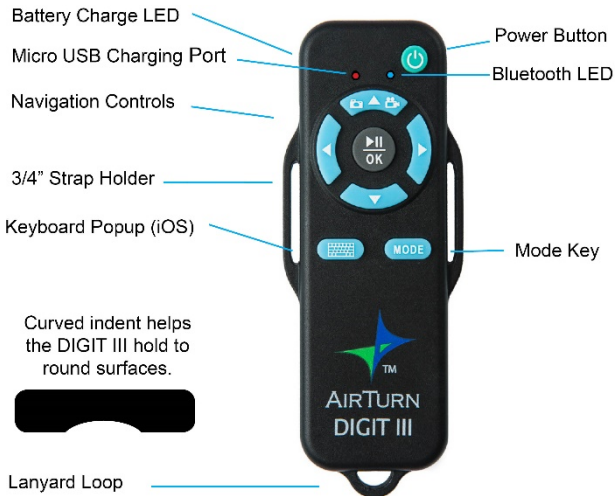 Battery Charge LED
Micro USB Charging Port
Navigation Controls
3/4" Strap Holder
Keyboard Popup (iOS)
Curved indent helps
the DIGIT III hold to
round surfaces.
Lanyard Loop
Power Button
Bluetooth LED
Mode Key
OK
MODE
TM
AIRTURN
DIGIT III